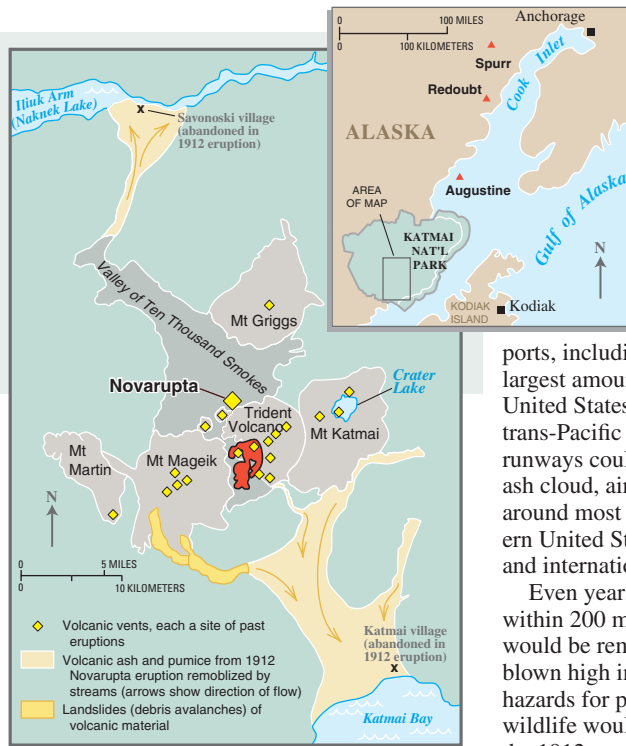 0 100 MILES
0 100 KILOMETERS
Anchorage
Spurr
Redoubt
Cook Inlet
ALASKA
Augustine
AREA
OF MAP
KATMAI
NAT'L
PARK
Gulf of Alaska
N
KODIAK
ISLAND
Kodiak
Iliuk Arm
(Naknek Lake)
x
Savonoski village
(abandoned in
1912 eruption)
Valley of Ten Thousand Smokes
Mt Griggs
Novarupta
Crater
Lake
Trident
Volcano
Mt Katmai
Mt
Martin
Mt Mageik
N
0 5 MILES
0 10 KILOMETERS
Volcanic vents, each a site of past
eruptions
Volcanic ash and pumice from 1912
Novarupta eruption remoblized by
streams (arrows show direction of flow)
Landslides (debris avalanches) of
volcanic material
Katmai village
(abandoned in
1912 eruption)
x
Katmai Bay
ports, includi
largest amou
United States
trans-Pacific
runways coul
ash cloud, air
around most
ern United St
and internatio
Even year
within 200 m
would be ren
blown high i
hazards for p
wildlife wou